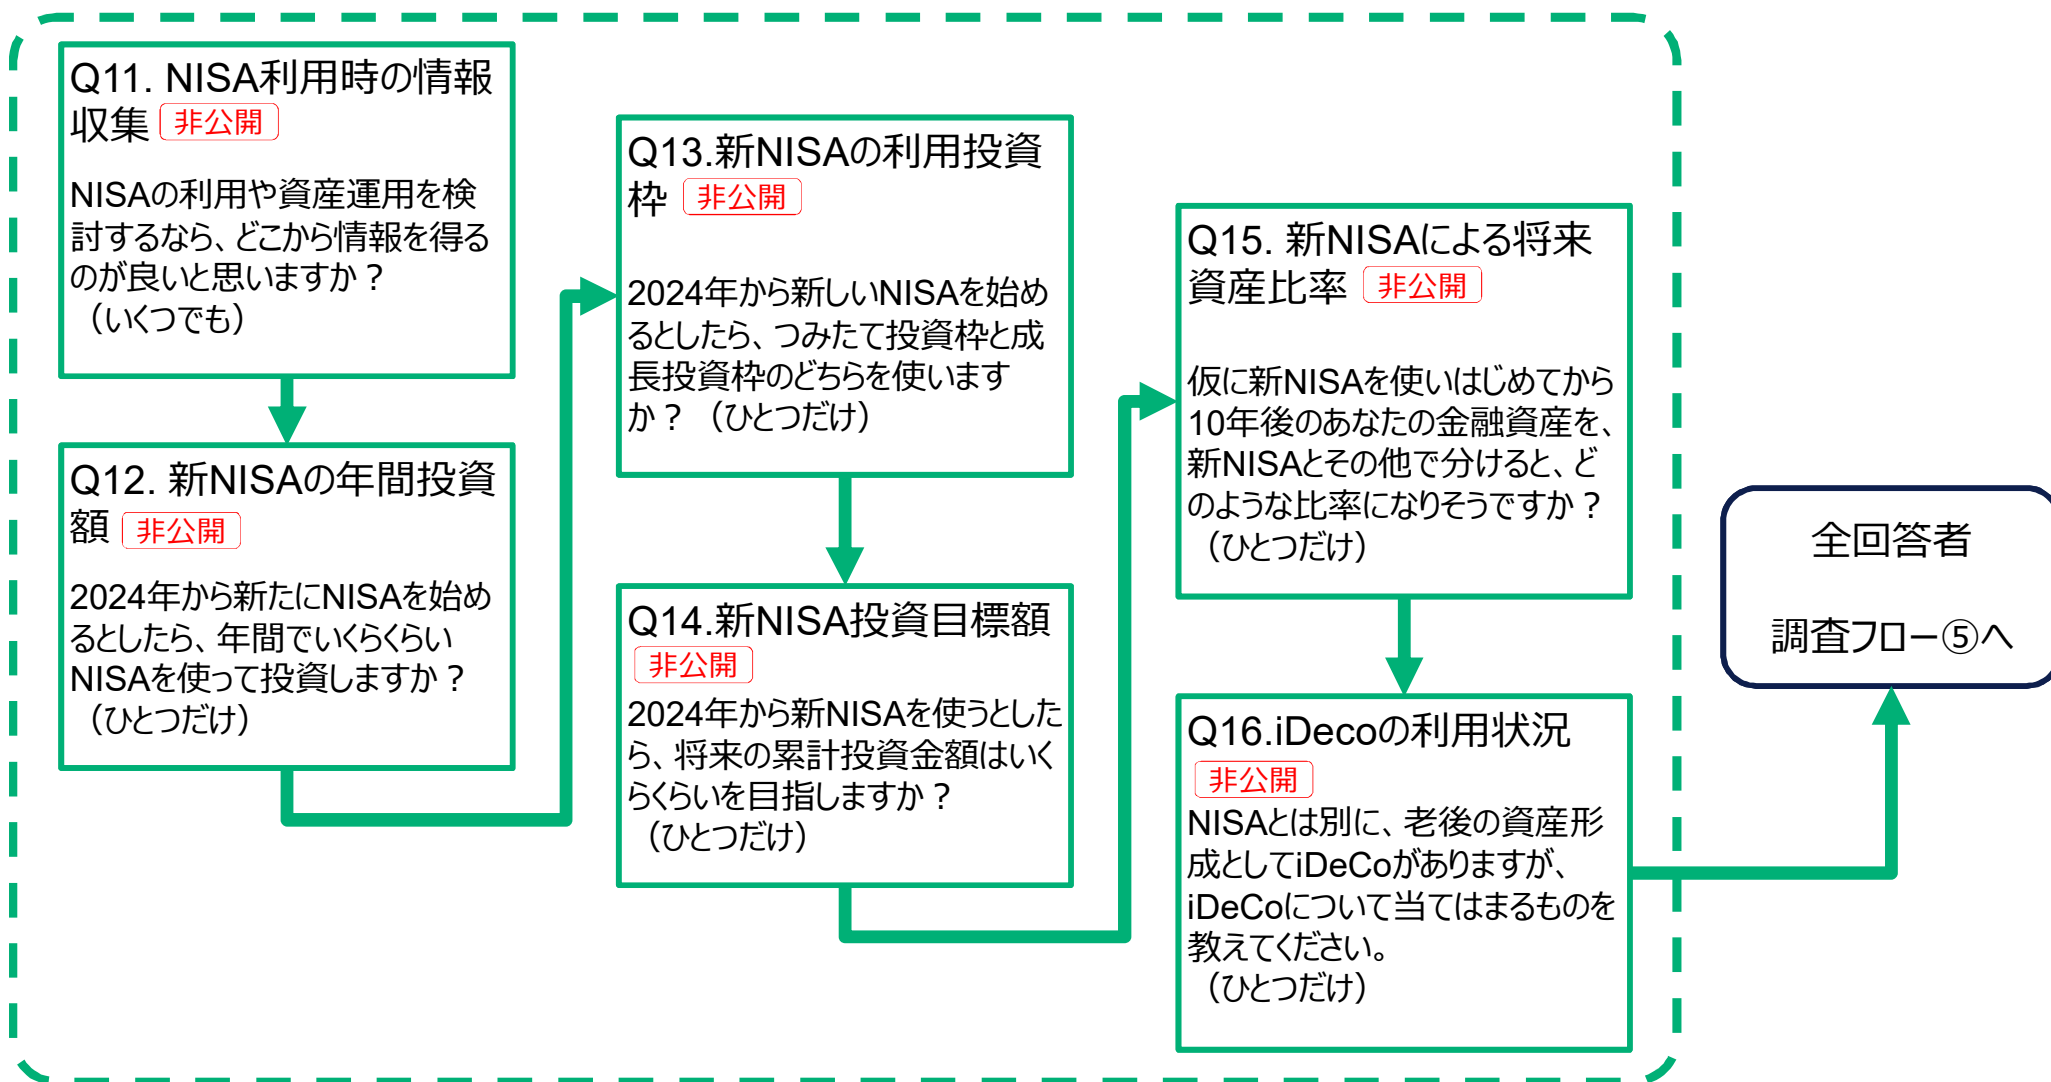 Q11. NISA利用時の情報
収集 非公開
NISAの利用や資産運用を検
討するなら、どこから情報を得る
のが良いと思いますか？
（いくつでも）
Q12. 新NISAの年間投資
額 非公開
2024年から新たにNISAを始め
るとしたら、年間でいくらくらい
NISAを使って投資しますか？
（ひとつだけ）
Q13.新NISAの利用投資
枠 非公開
2024年から新しいNISAを始め
るとしたら、つみたて投資枠と成
長投資枠のどちらを使います
か？（ひとつだけ）
Q14.新NISA投資目標額
非公開
2024年から新NISAを使うとした
ら、将来の累計投資金額はいく
らくらいを目指しますか？
（ひとつだけ）
Q15. 新NISAによる将来
資産比率 非公開
仮に新NISAを使いはじめてから
10年後のあなたの金融資産を、
新NISAとその他で分けると、ど
のような比率になりそうですか？
（ひとつだけ）
Q16.iDecoの利用状況
非公開
NISAとは別に、老後の資産形
成としてiDeCoがありますが、
iDeCoについて当てはまるものを
教えてください。
（ひとつだけ）
全回答者
調査フロー⑤へ